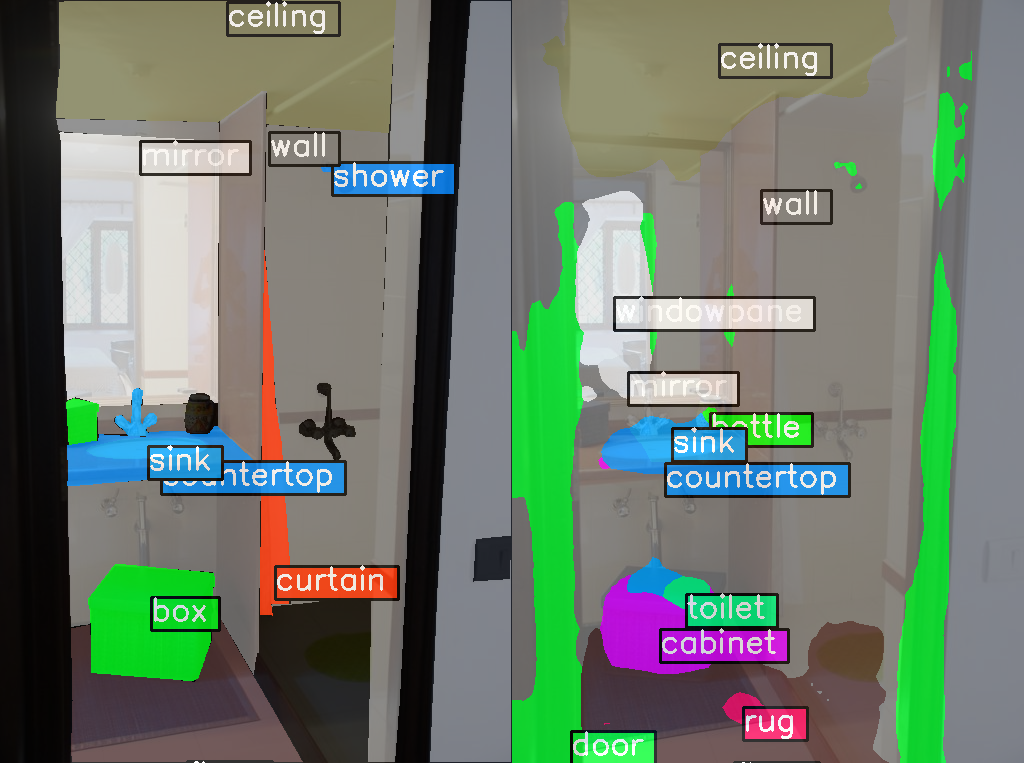 ceiling
mirror
wall
shower
sink
countertop
curtain
box
ceiling
wall
windowpane
mirror
bottle
sink
countertop
toilet
cabinet
rug
door